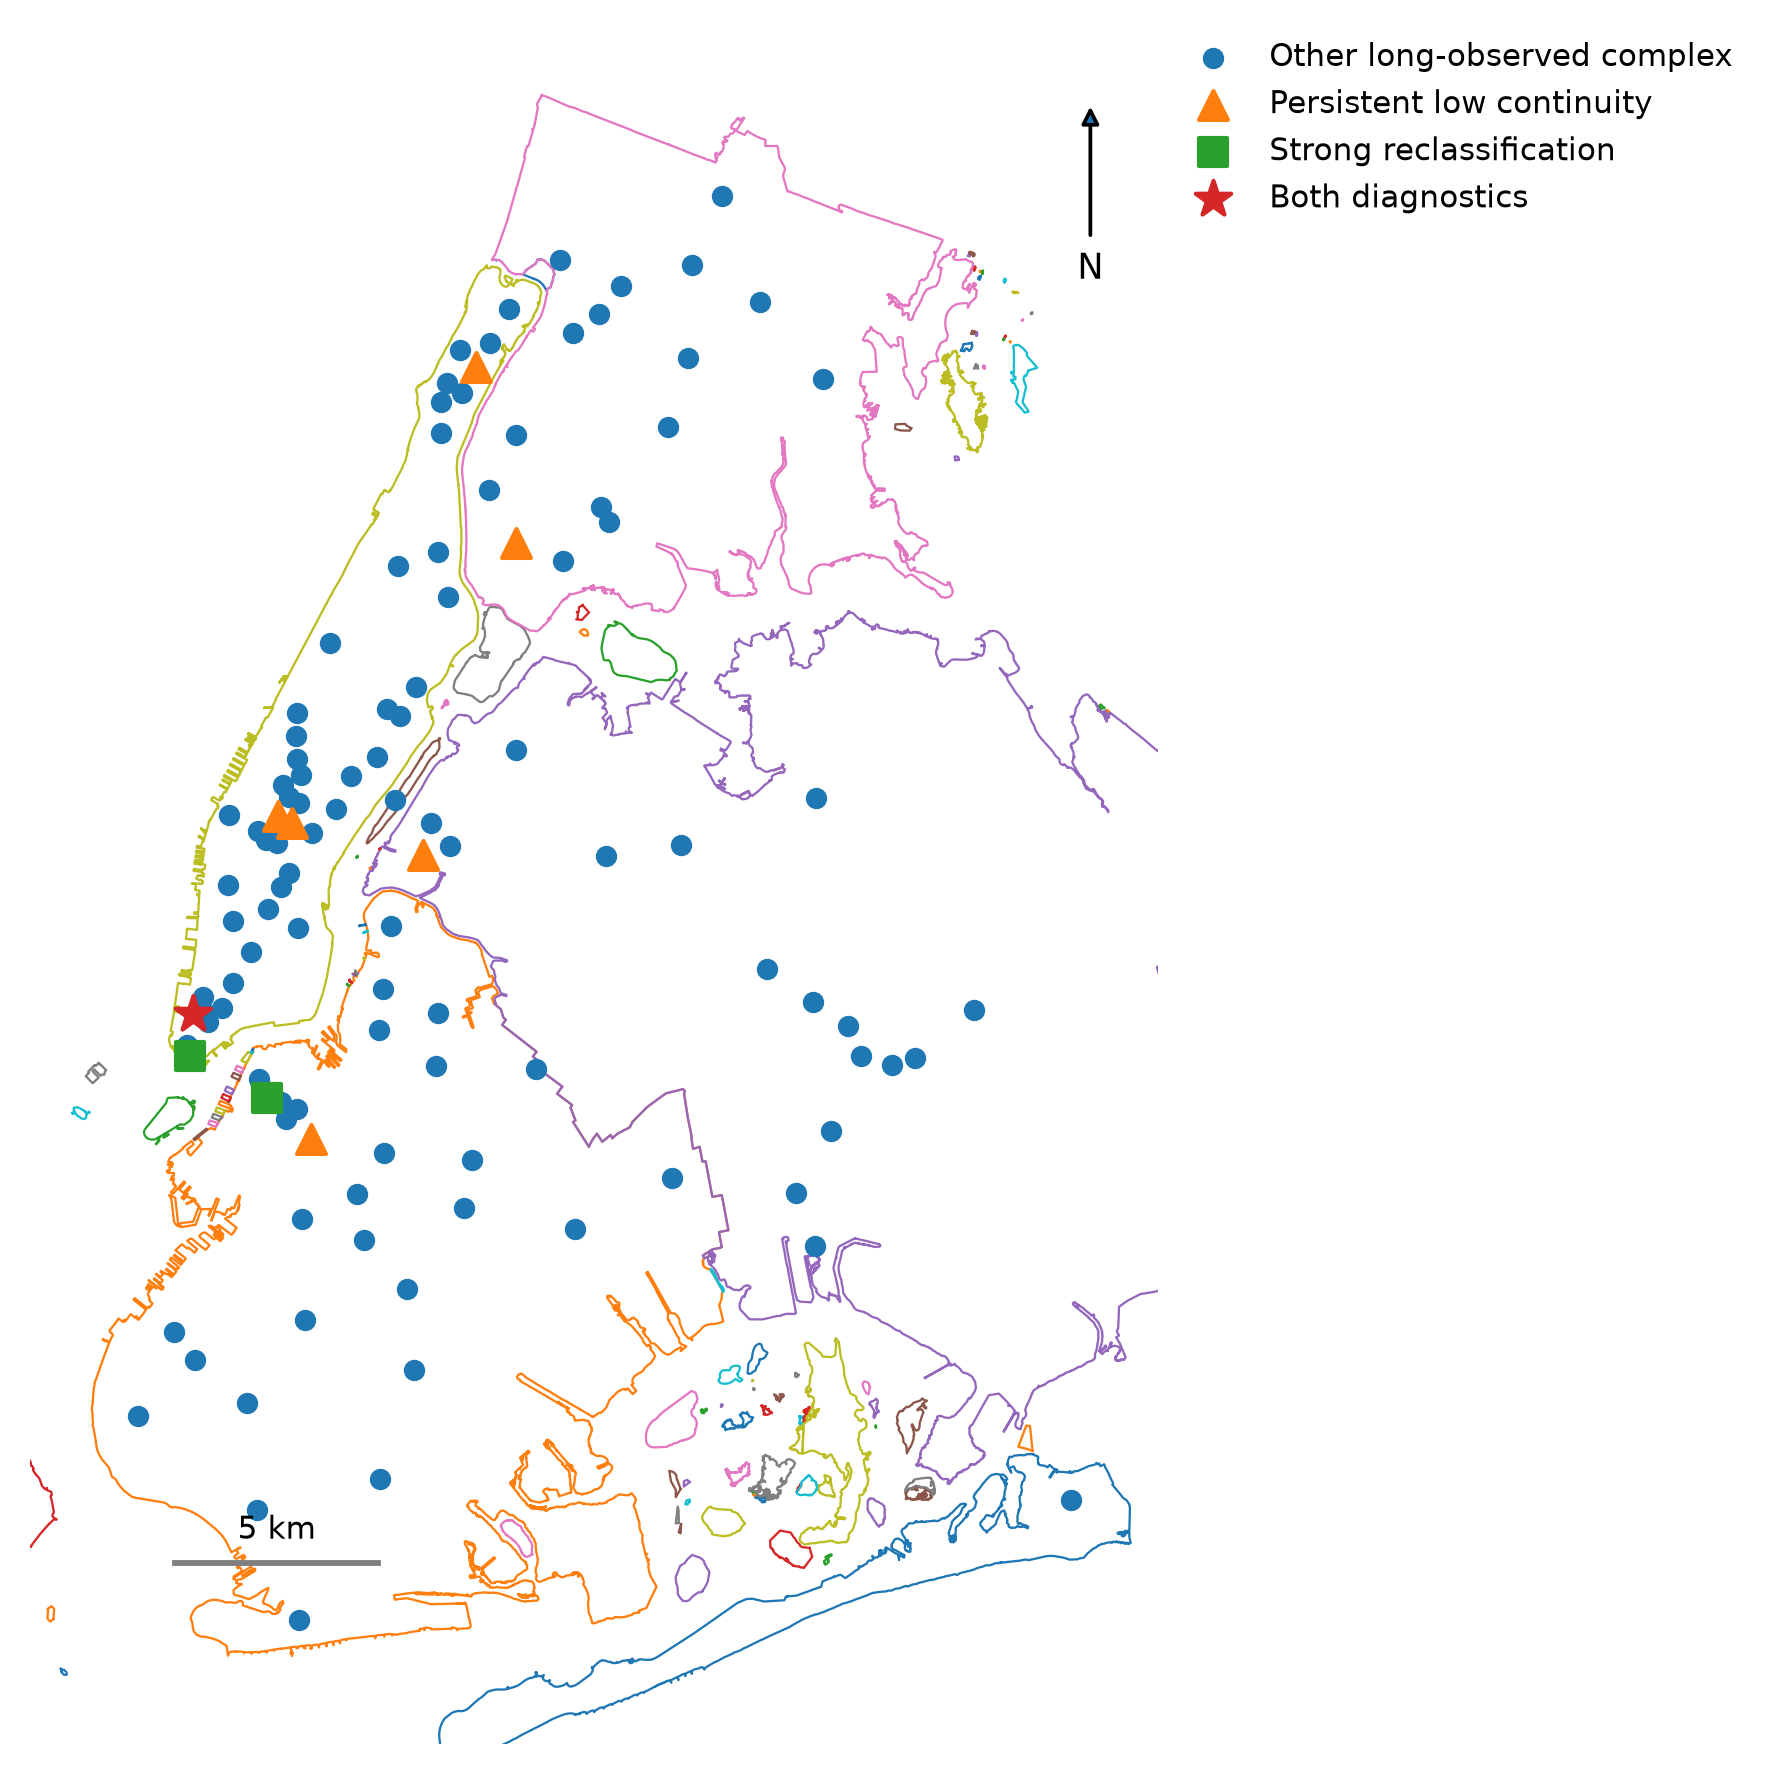 Other long-observed complex
Persistent low continuity
Strong reclassification
Both diagnostics
N
5 km